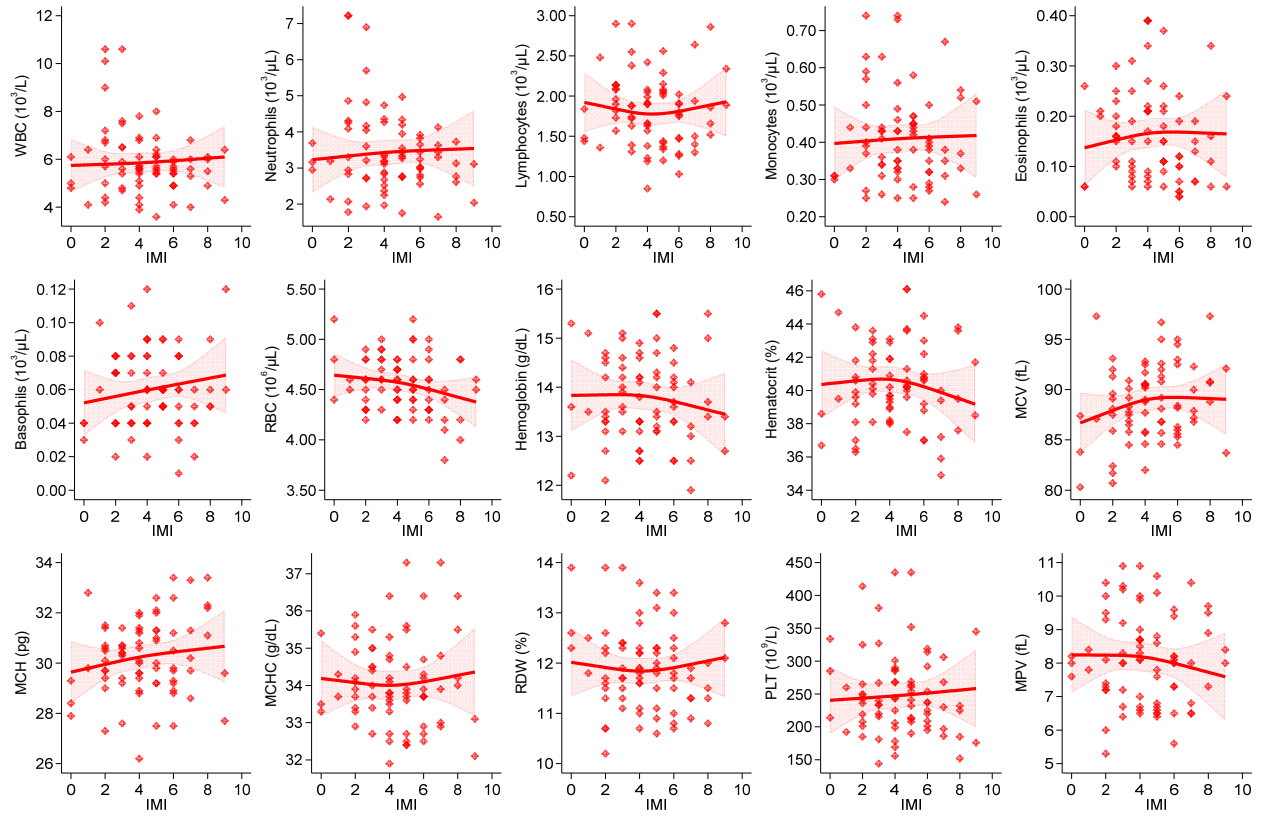 WBC (10³/L)
12
10
8
6
4
0 2 4 6 8 10
IMI
Neutrophils (10³/µL)
7
6
5
4
3
2
0 2 4 6 8 10
IMI
Lymphocytes (10³/µL)
3.00
2.50
2.00
1.50
1.00
0.50
0 2 4 6 8 10
IMI
Monocytes (10³/µL)
0.70
0.60
0.50
0.40
0.30
0.20
0 2 4 6 8 10
IMI
Eosinophils (10³/µL)
0.40
0.30
0.20
0.10
0.00
0 2 4 6 8 10
IMI
Basophils (10³/µL)
0.12
0.10
0.08
0.06
0.04
0.02
0.00
0 2 4 6 8 10
IMI
RBC (10⁶/µL)
5.50
5.00
4.50
4.00
3.50
0 2 4 6 8 10
IMI
Hemoglobin (g/dL)
16
15
14
13
12
0 2 4 6 8 10
IMI
Hematocrit (%)
46
44
42
40
38
36
34
0 2 4 6 8 10
IMI
MCV (fL)
100
95
90
85
80
0 2 4 6 8 10
IMI
MCH (pg)
34
32
30
28
26
0 2 4 6 8 10
IMI
MCHC (g/dL)
37
36
35
34
33
32
0 2 4 6 8 10
IMI
RDW (%)
14
13
12
11
10
0 2 4 6 8 10
IMI
PLT (10⁹/L)
450
400
350
300
250
200
150
0 2 4 6 8 10
IMI
MPV (fL)
11
10
9
8
7
6
5
0 2 4 6 8 10
IMI